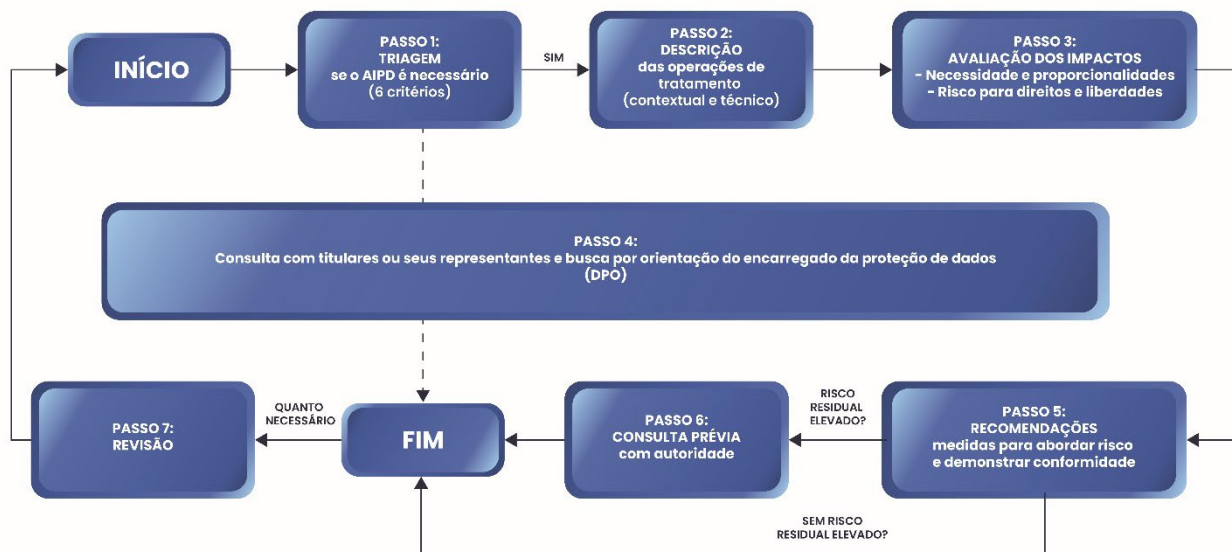 INÍCIO
PASSO 1:
TRIAGEM
se o AIPD é necessário
(6 critérios)
SIM
PASSO 2:
DESCRIÇÃO
das operações de
tratamento
(contextual e técnico)
PASSO 3:
AVALIAÇÃO DOS IMPACTOS
- Necessidade e proporcionalidades
- Risco para direitos e liberdades
PASSO 4:
Consulta com titulares ou seus representantes e busca por orientação do encarregado da proteção de dados
(DPO)
PASSO 7:
REVISÃO
QUANTO
NECESSÁRIO
FIM
PASSO 6:
CONSULTA PRÉVIA
com autoridade
RISCO
RESIDUAL
ELEVADO?
PASSO 5:
RECOMENDAÇÕES
medidas para abordar risco
e demonstrar conformidade
SEM RISCO
RESIDUAL ELEVADO?